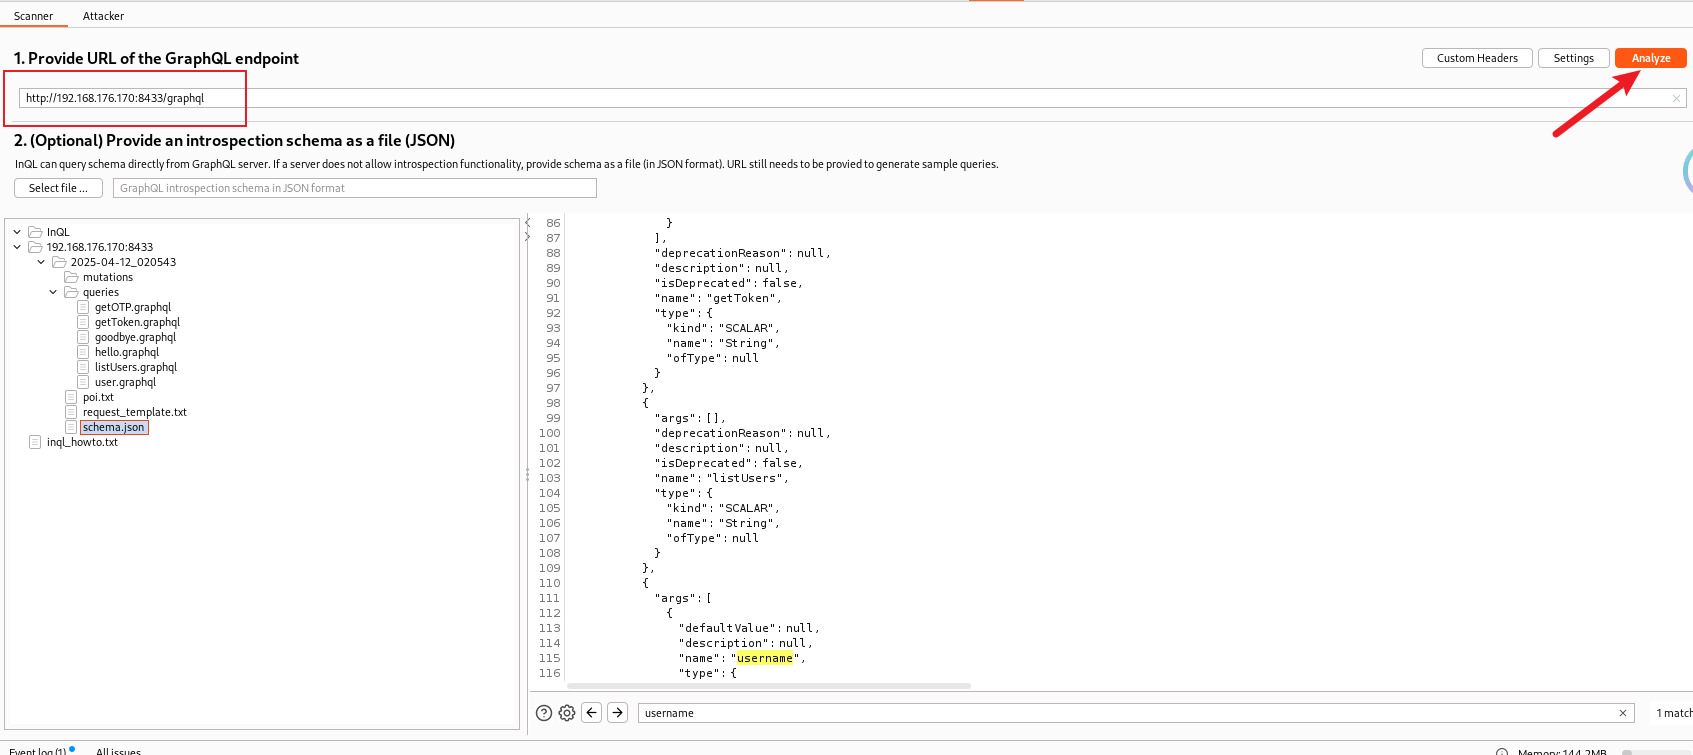 Scanner Attacker
1. Provide URL of the GraphQL endpoint
Custom Headers Settings Analyze
http://192.168.176.170:8433/graphql
2. (Optional) Provide an introspection schema as a file (JSON)
InQL can query schema directly from GraphQL server. If a server does not allow introspection functionality, provide schema as a file (in JSON format). URL still needs to be provied to generate sample queries.
Select file ... GraphQL introspection schema in JSON format
InQL
192.168.176.170:8433
2025-04-12_020543
mutations
queries
getOTP.graphql
getToken.graphql
goodbye.graphql
hello.graphql
listUsers.graphql
user.graphql
poi.txt
request_template.txt
schema.json
inql_howto.txt
86 }
87 ],
88 "deprecationReason": null,
89 "description": null,
90 "isDeprecated": false,
91 "name": "getToken",
92 "type": {
93 "kind": "SCALAR",
94 "name": "String",
95 "ofType": null
96 }
97 },
98 {
99 "args": [],
100 "deprecationReason": null,
101 "description": null,
102 "isDeprecated": false,
103 "name": "listUsers",
104 "type": {
105 "kind": "SCALAR",
106 "name": "String",
107 "ofType": null
108 }
109 },
110 {
111 "args": [
112 {
113 "defaultValue": null,
114 "description": null,
115 "name": "username",
116 "type": {
username
1 match
Event log (1) All issues
Memory: 144.2MB